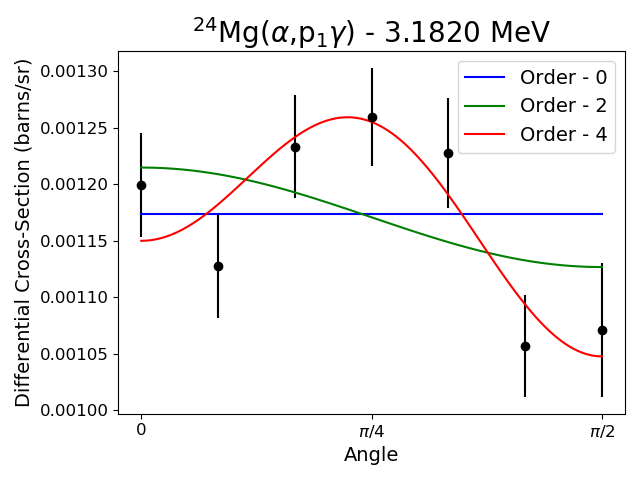 ²⁴Mg(α,p₁γ) - 3.1820 MeV
Differential Cross-Section (barns/sr)
0.00130
0.00125
0.00120
0.00115
0.00110
0.00105
0.00100
Order - 0
Order - 2
Order - 4
0
π/4
π/2
Angle